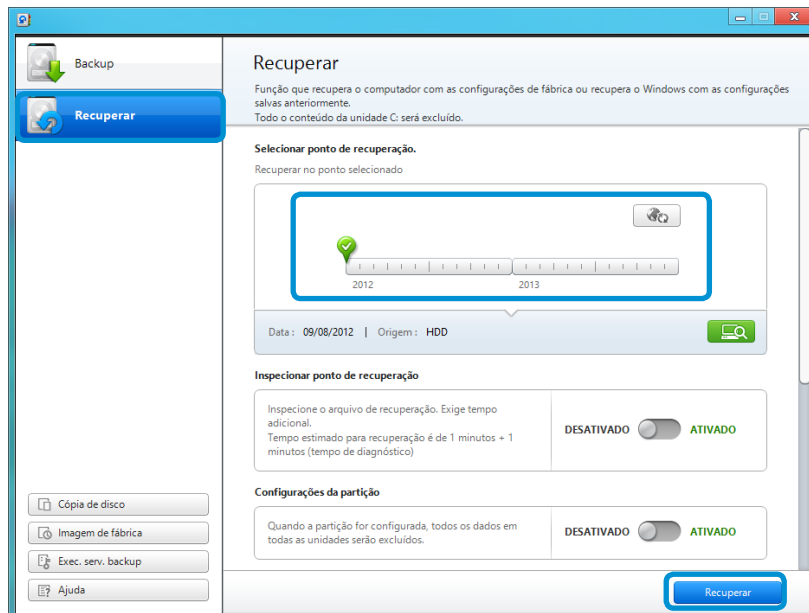 Backup
Recuperar
Cópia de disco
Imagem de fábrica
Exec. serv. backup
Ajuda
Recuperar
Função que recupera o computador com as configurações de fábrica ou recupera o Windows com as configurações
salvas anteriormente.
Todo o conteúdo da unidade C: será excluído.
Selecionar ponto de recuperação.
Recuperar no ponto selecionado
2012 2013
Data : 09/08/2012 | Origem : HDD
Inspecionar ponto de recuperação
Inspecione o arquivo de recuperação. Exige tempo
adicional.
Tempo estimado para recuperação é de 1 minutos + 1
minutos (tempo de diagnóstico)
DESATIVADO ATIVADO
Configurações da partição
Quando a partição for configurada, todos os dados em
todas as unidades serão excluídos.
DESATIVADO ATIVADO
Recuperar